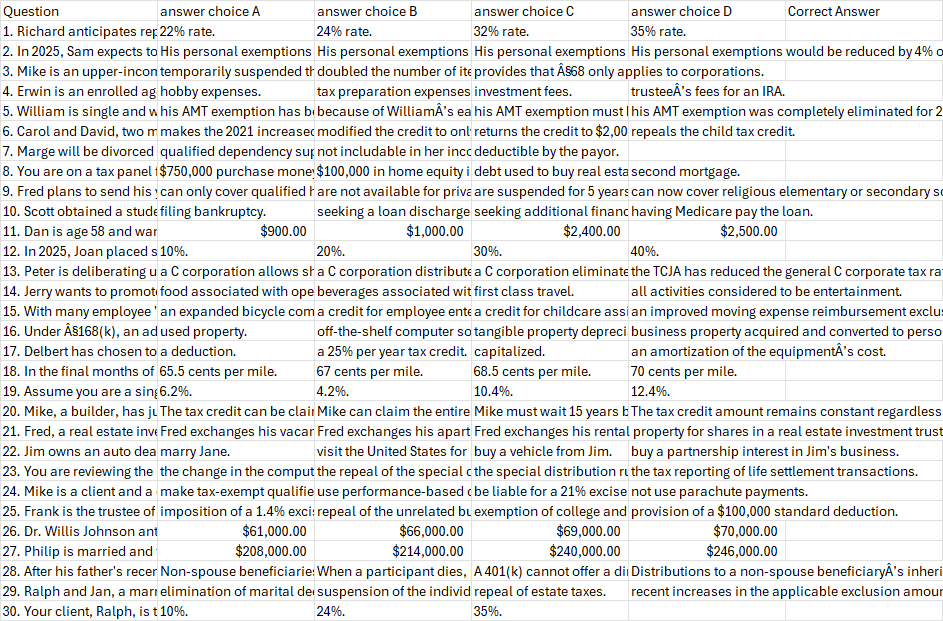 Question answer choice A answer choice B answer choice C answer choice D Correct Answer
1. Richard anticipates rep 22% rate. 24% rate. 32% rate. 35% rate.
2. In 2025, Sam expects to His personal exemptions His personal exemptions His personal exemptions His personal exemptions would be reduced by 4% o
3. Mike is an upper-incom temporarily suspended th doubled the number of ite provides that Â§68 only applies to corporations.
4. Erwin is an enrolled ag hobby expenses. tax preparation expenses investment fees. trusteeÂ’s fees for an IRA.
5. William is single and w his AMT exemption has be because of WilliamÂ’s ea his AMT exemption must his AMT exemption was completely eliminated for 2
6. Carol and David, two m makes the 2021 increased modified the credit to onl returns the credit to $2,00 repeals the child tax credit.
7. Marge will be divorced qualified dependency sup not includable in her inc deductible by the payor.
8. You are on a tax panel $750,000 purchase money $100,000 in home equity i debt used to buy real esta second mortgage.
9. Fred plans to send his can only cover qualified h are not available for priva are suspended for 5 years can now cover religious elementary or secondary sc
10. Scott obtained a stude filing bankruptcy. seeking a loan discharge seeking additional financ having Medicare pay the loan.
11. Dan is age 58 and wan $900.00 $1,000.00 $2,400.00 $2,500.00
12. In 2025, Joan placed s 10%. 20%. 30%. 40%.
13. Peter is deliberating u a C corporation allows sh a C corporation distribute a C corporation eliminate the TCJA has reduced the general C corporate tax ra
14. Jerry wants to promot food associated with ope beverages associated wit first class travel. all activities considered to be entertainment.
15. With many employee ' an expanded bicycle com a credit for employee ente a credit for childcare assi an improved moving expense reimbursement exclus
16. Under Â§168(k), an ad used property. off-the-shelf computer so tangible property depreci business property acquired and converted to perso
17. Delbert has chosen to a deduction. a 25% per year tax credit. capitalized. an amortization of the equipmentÂ’s cost.
18. In the final months of 65.5 cents per mile. 67 cents per mile. 68.5 cents per mile. 70 cents per mile.
19. Assume you are a sing 6.2%. 4.2%. 10.4%. 12.4%.
20. Mike, a builder, has ju The tax credit can be clai Mike can claim the entire Mike must wait 15 years b The tax credit amount remains constant regardless
21. Fred, a real estate inve Fred exchanges his vacar Fred exchanges his apart Fred exchanges his rental property for shares in a real estate investment trust
22. Jim owns an auto dea marry Jane. visit the United States for buy a vehicle from Jim. buy a partnership interest in Jim's business.
23. You are reviewing the the change in the comput the repeal of the special c the special distribution ru the tax reporting of life settlement transactions.
24. Mike is a client and a make tax-exempt qualifie use performance-based c be liable for a 21% excise not use parachute payments.
25. Frank is the trustee of imposition of a 1.4% exci repeal of the unrelated bu exemption of college and provision of a $100,000 standard deduction.
26. Dr. Willis Johnson ant $61,000.00 $66,000.00 $69,000.00 $70,000.00
27. Philip is married and $208,000.00 $214,000.00 $240,000.00 $246,000.00
28. After his father's recer Non-spouse beneficiaries When a participant dies, A 401(k) cannot offer a di Distributions to a non-spouse beneficiaryÂ’s inheri
29. Ralph and Jan, a marr elimination of marital de suspension of the individ repeal of estate taxes. recent increases in the applicable exclusion amour
30. Your client, Ralph, is t 10%. 24%. 35%.